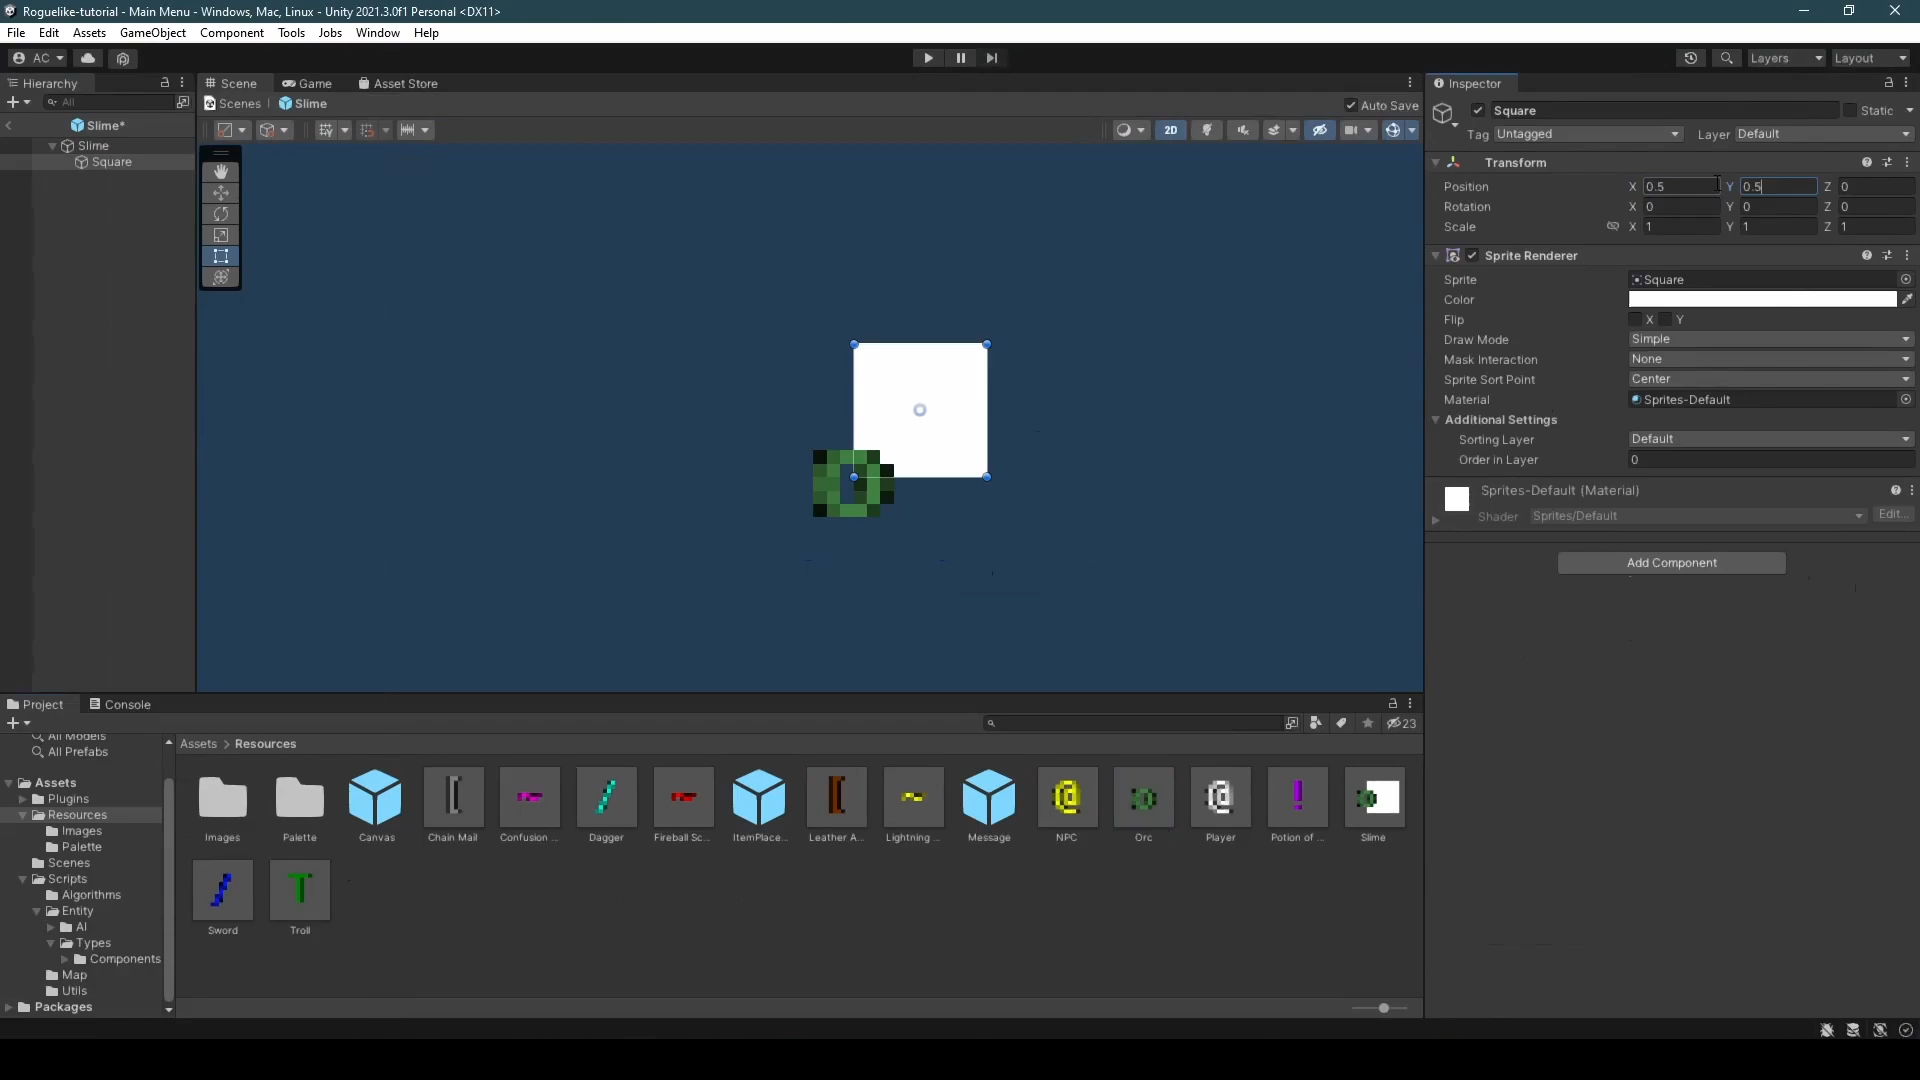 Roguelike-tutorial - Main Menu - Windows, Mac, Linux - Unity 2021.3.0f1 Personal <DX11>
File Edit Assets GameObject Component Tools Jobs Window Help
AC Layers Layout
Hierarchy Scene Game Asset Store Inspector
All Scenes Slime Auto Save Square Static
Slime* 2D Tag Untagged Layer Default
Slime
Square
Transform
Position X 0.5 Y 0.5 Z 0
Rotation X 0 Y 0 Z 0
Scale X 1 Y 1 Z 1
Sprite Renderer
Sprite Square
Color
Flip X Y
Draw Mode Simple
Mask Interaction None
Sprite Sort Point Center
Material Sprites-Default
Additional Settings
Sorting Layer Default
Order in Layer 0
Sprites-Default (Material)
Shader Sprites/Default Edit...
Add Component
Project Console
23
All Models
All Prefabs
Assets
Plugins
Resources
Images
Palette
Scenes
Scripts
Algorithms
Entity
AI
Types
Components
Map
Utils
Packages
Assets > Resources
Images Palette Canvas Chain Mail Confusion ... Dagger Fireball Sc... ItemPlace... Leather A... Lightning ... Message NPC Orc Player Potion of ... Slime
Sword Troll